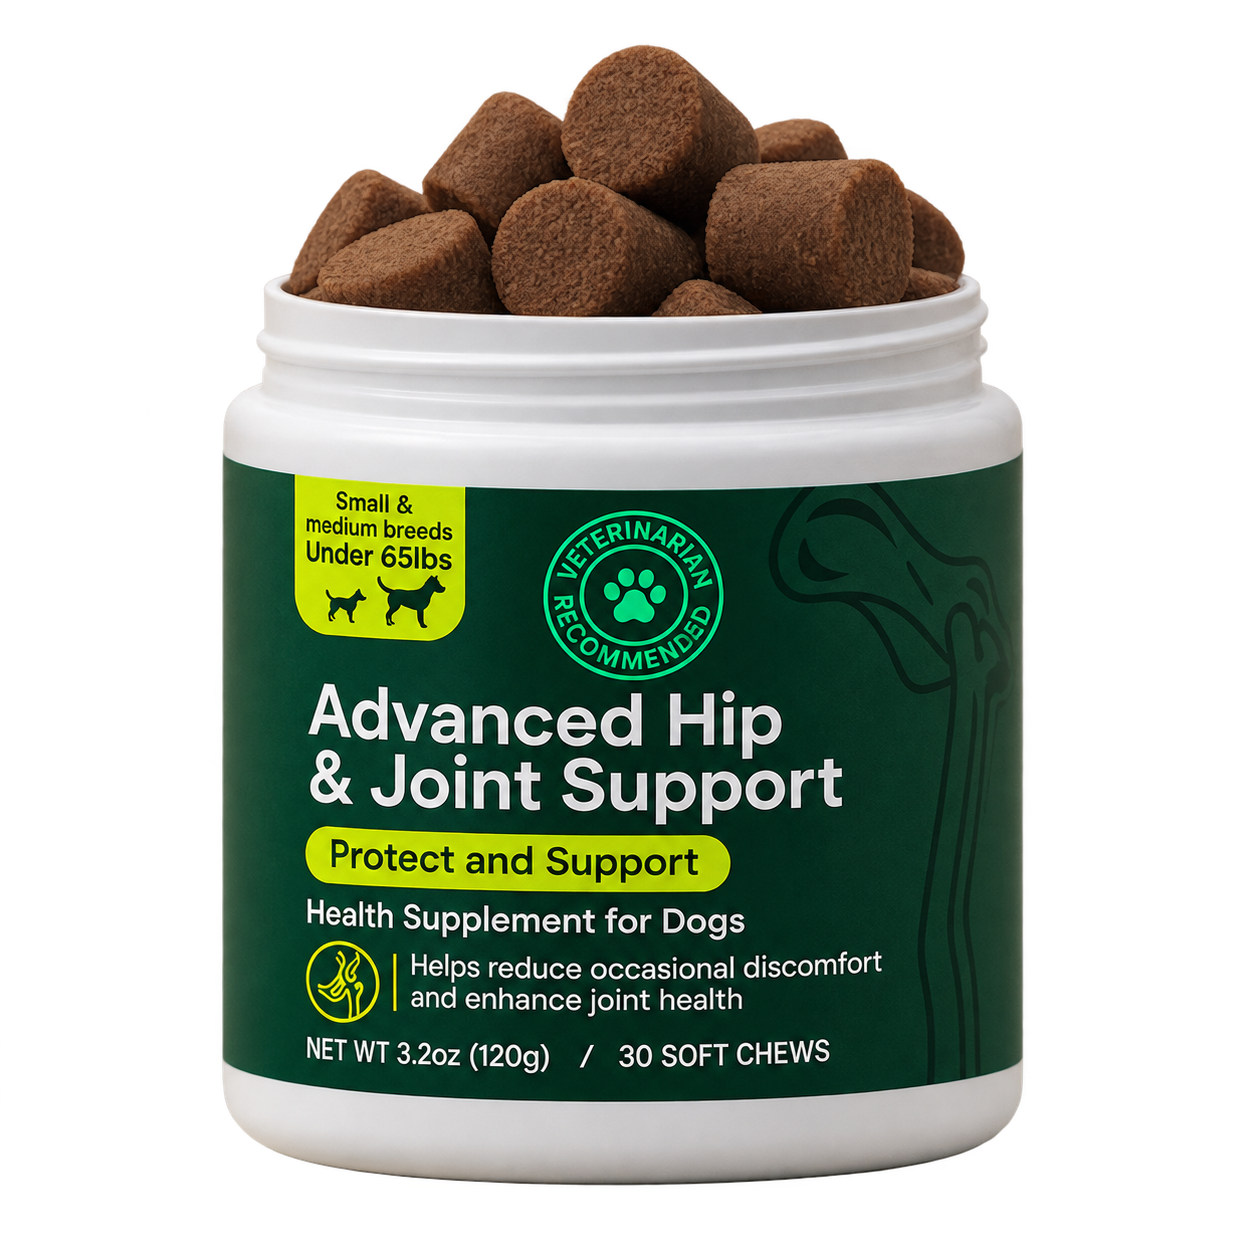 Small &
medium breeds
Under 65lbs
VETERINARIAN
RECOMMENDED
Advanced Hip
& Joint Support
Protect and Support
Health Supplement for Dogs
Helps reduce occasional discomfort
and enhance joint health
NET WT 3.2oz (120g) / 30 SOFT CHEWS